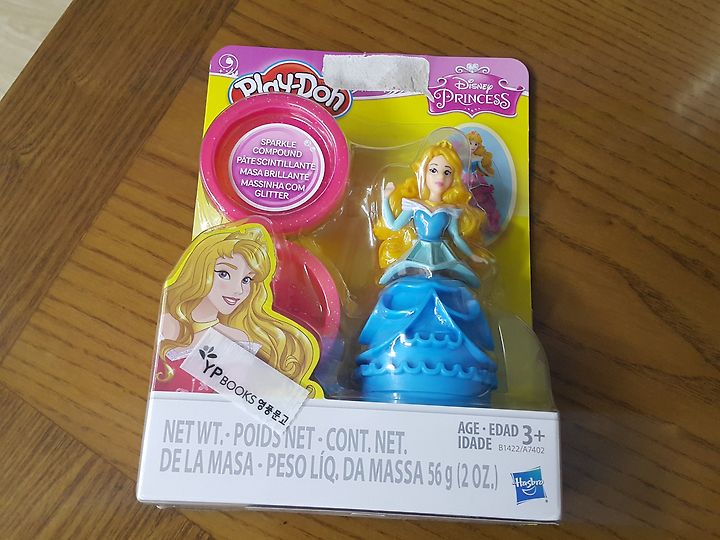 Play-Doh
Disney
PRINCESS
SPARKLE
COMPOUND
PÂTE SCINTILLANTE
MASA BRILLANTE
MASSINHA COM
GLITTER
YP BOOKS 영풍문고
NET WT. · POIDS NET · CONT. NET.
DE LA MASA · PESO LÍQ. DA MASSA 56 g (2 OZ.)
AGE · EDAD
IDADE 3+
B1422/A7402
Hasbro